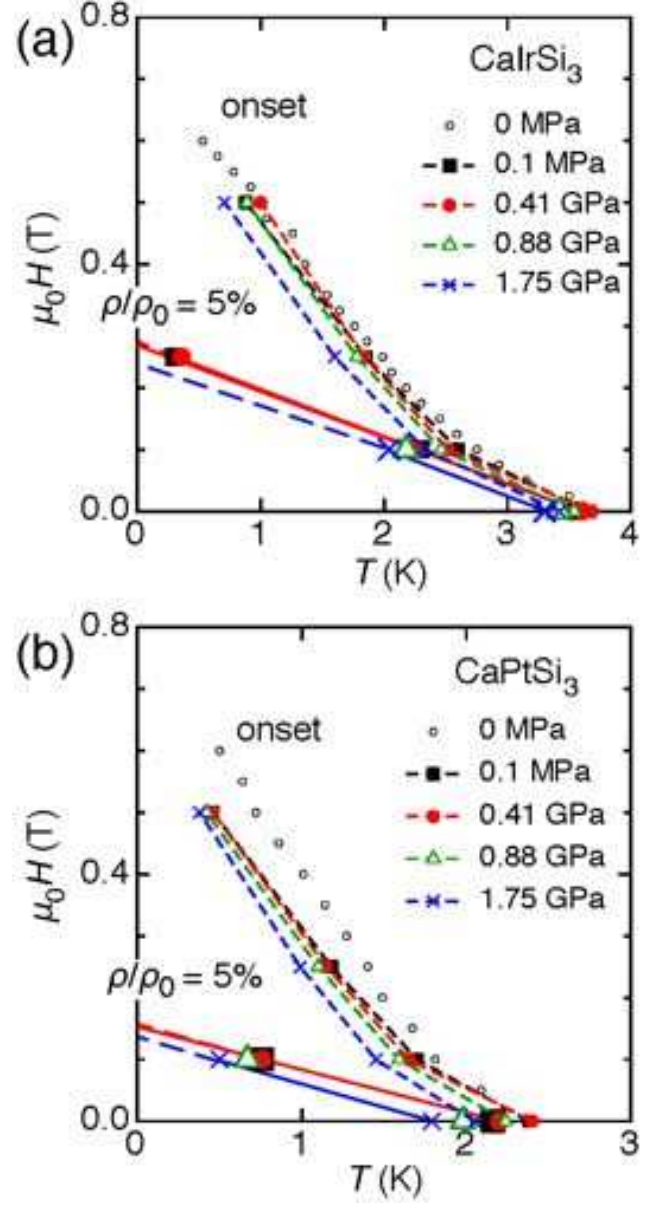 (a)
0.8
CaIrSi3
onset
0 MPa
0.1 MPa
0.41 GPa
0.88 GPa
1.75 GPa
0.4
μ0H (T)
ρ/ρ0 = 5%
0.0
0
1
2
3
4
T (K)
(b)
0.8
CaPtSi3
onset
0 MPa
0.1 MPa
0.41 GPa
0.88 GPa
1.75 GPa
0.4
μ0H (T)
ρ/ρ0 = 5%
0.0
0
1
2
3
T (K)